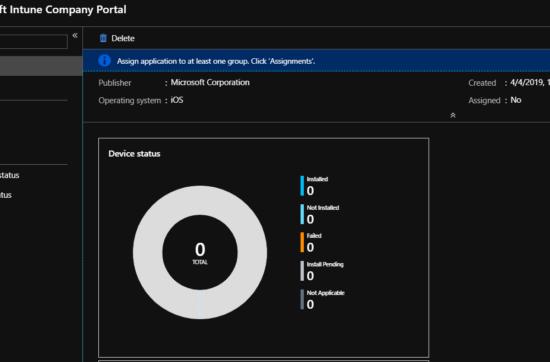 ft Intune Company Portal
«
Delete
Assign application to at least one group. Click 'Assignments'.
Publisher : Microsoft Corporation
Created : 4/4/2019, 1
Operating system : iOS
Assigned : No
status
tus
Device status
0
TOTAL
Installed
0
Not Installed
0
Failed
0
Install Pending
0
Not Applicable
0